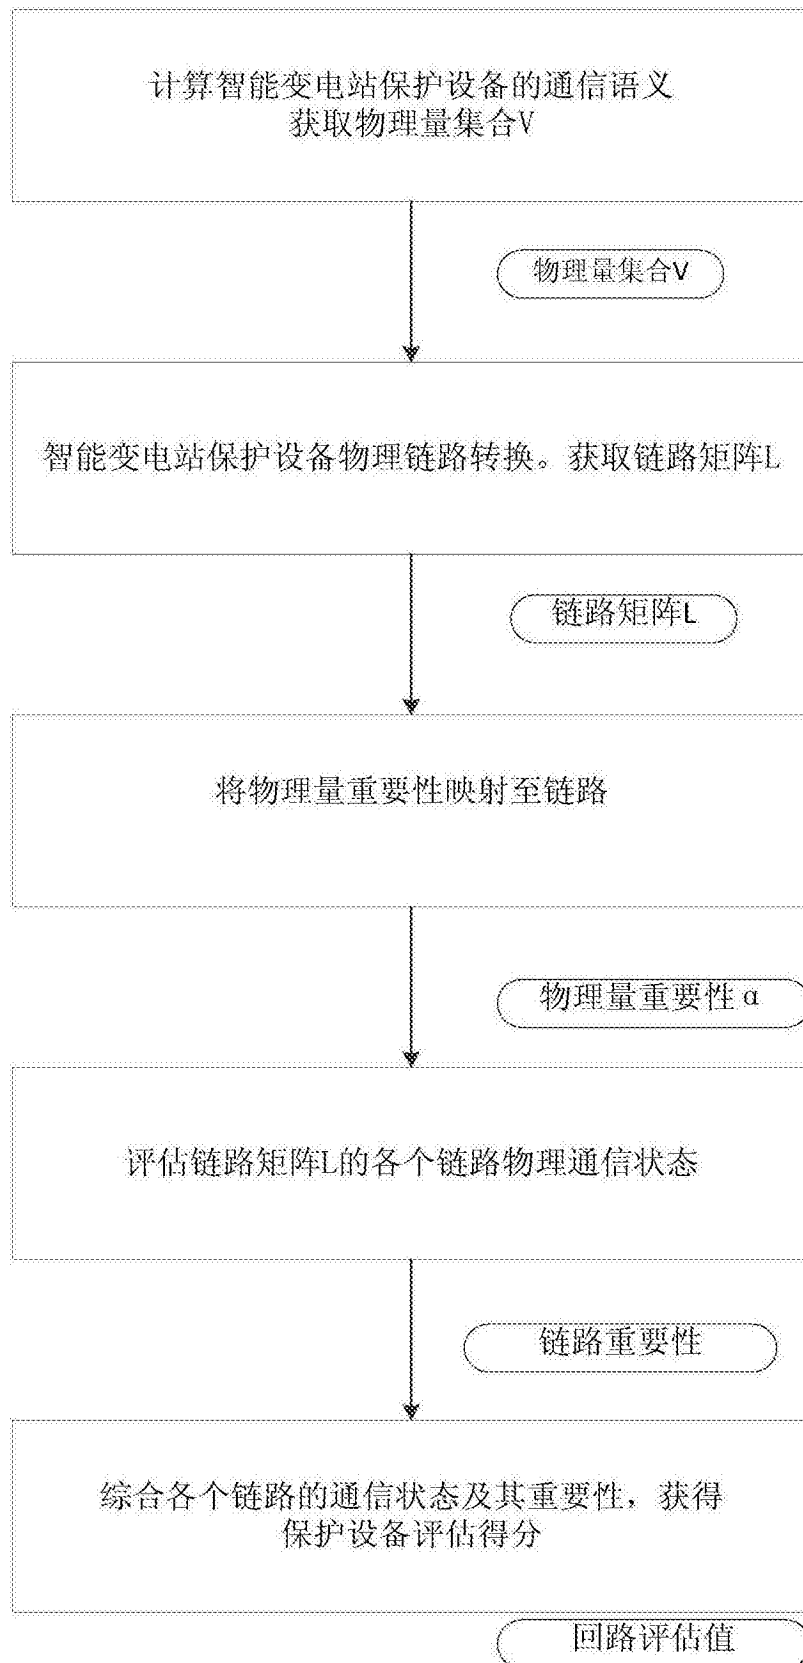 计算智能变电站保护设备的通信语义
获取物理量集合V
物理量集合V
智能变电站保护设备物理链路转换。获取链路矩阵L
链路矩阵L
将物理量重要性映射至链路
物理量重要性α
评估链路矩阵L的各个链路物理通信状态
链路重要性
综合各个链路的通信状态及其重要性，获得
保护设备评估得分
回路评估值